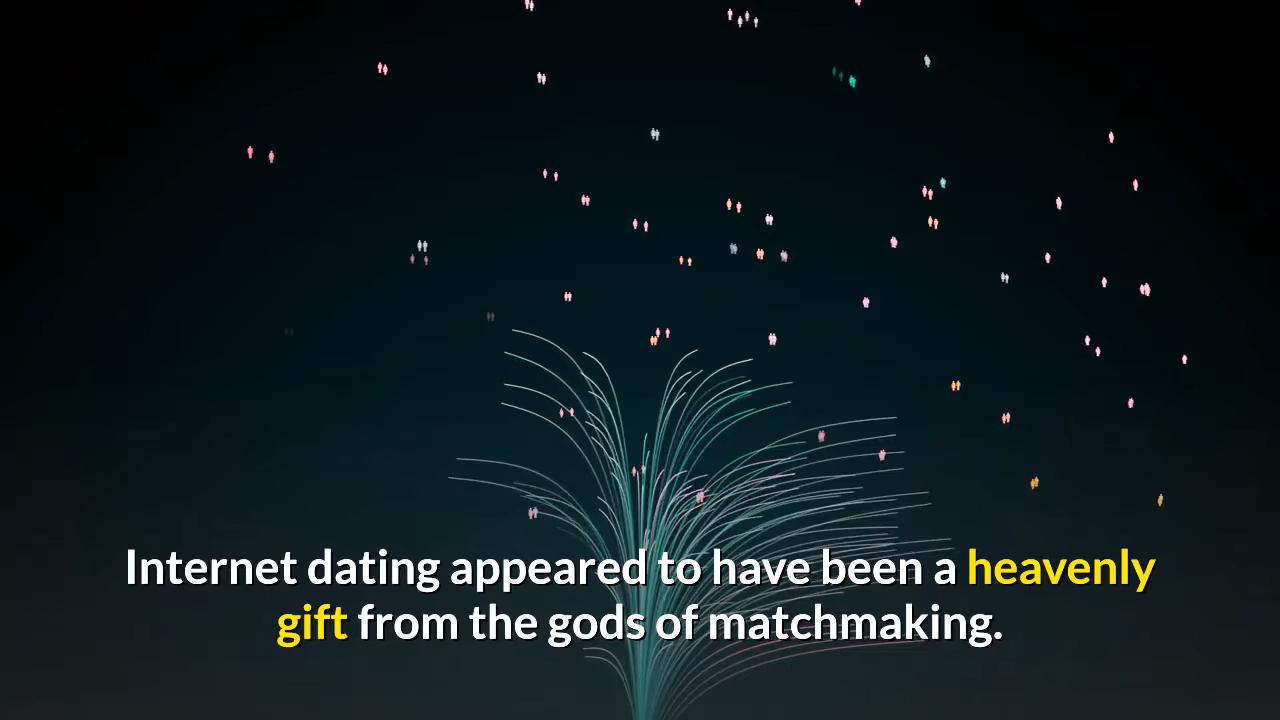 Internet dating appeared to have been a heavenly
gift from the gods of matchmaking.